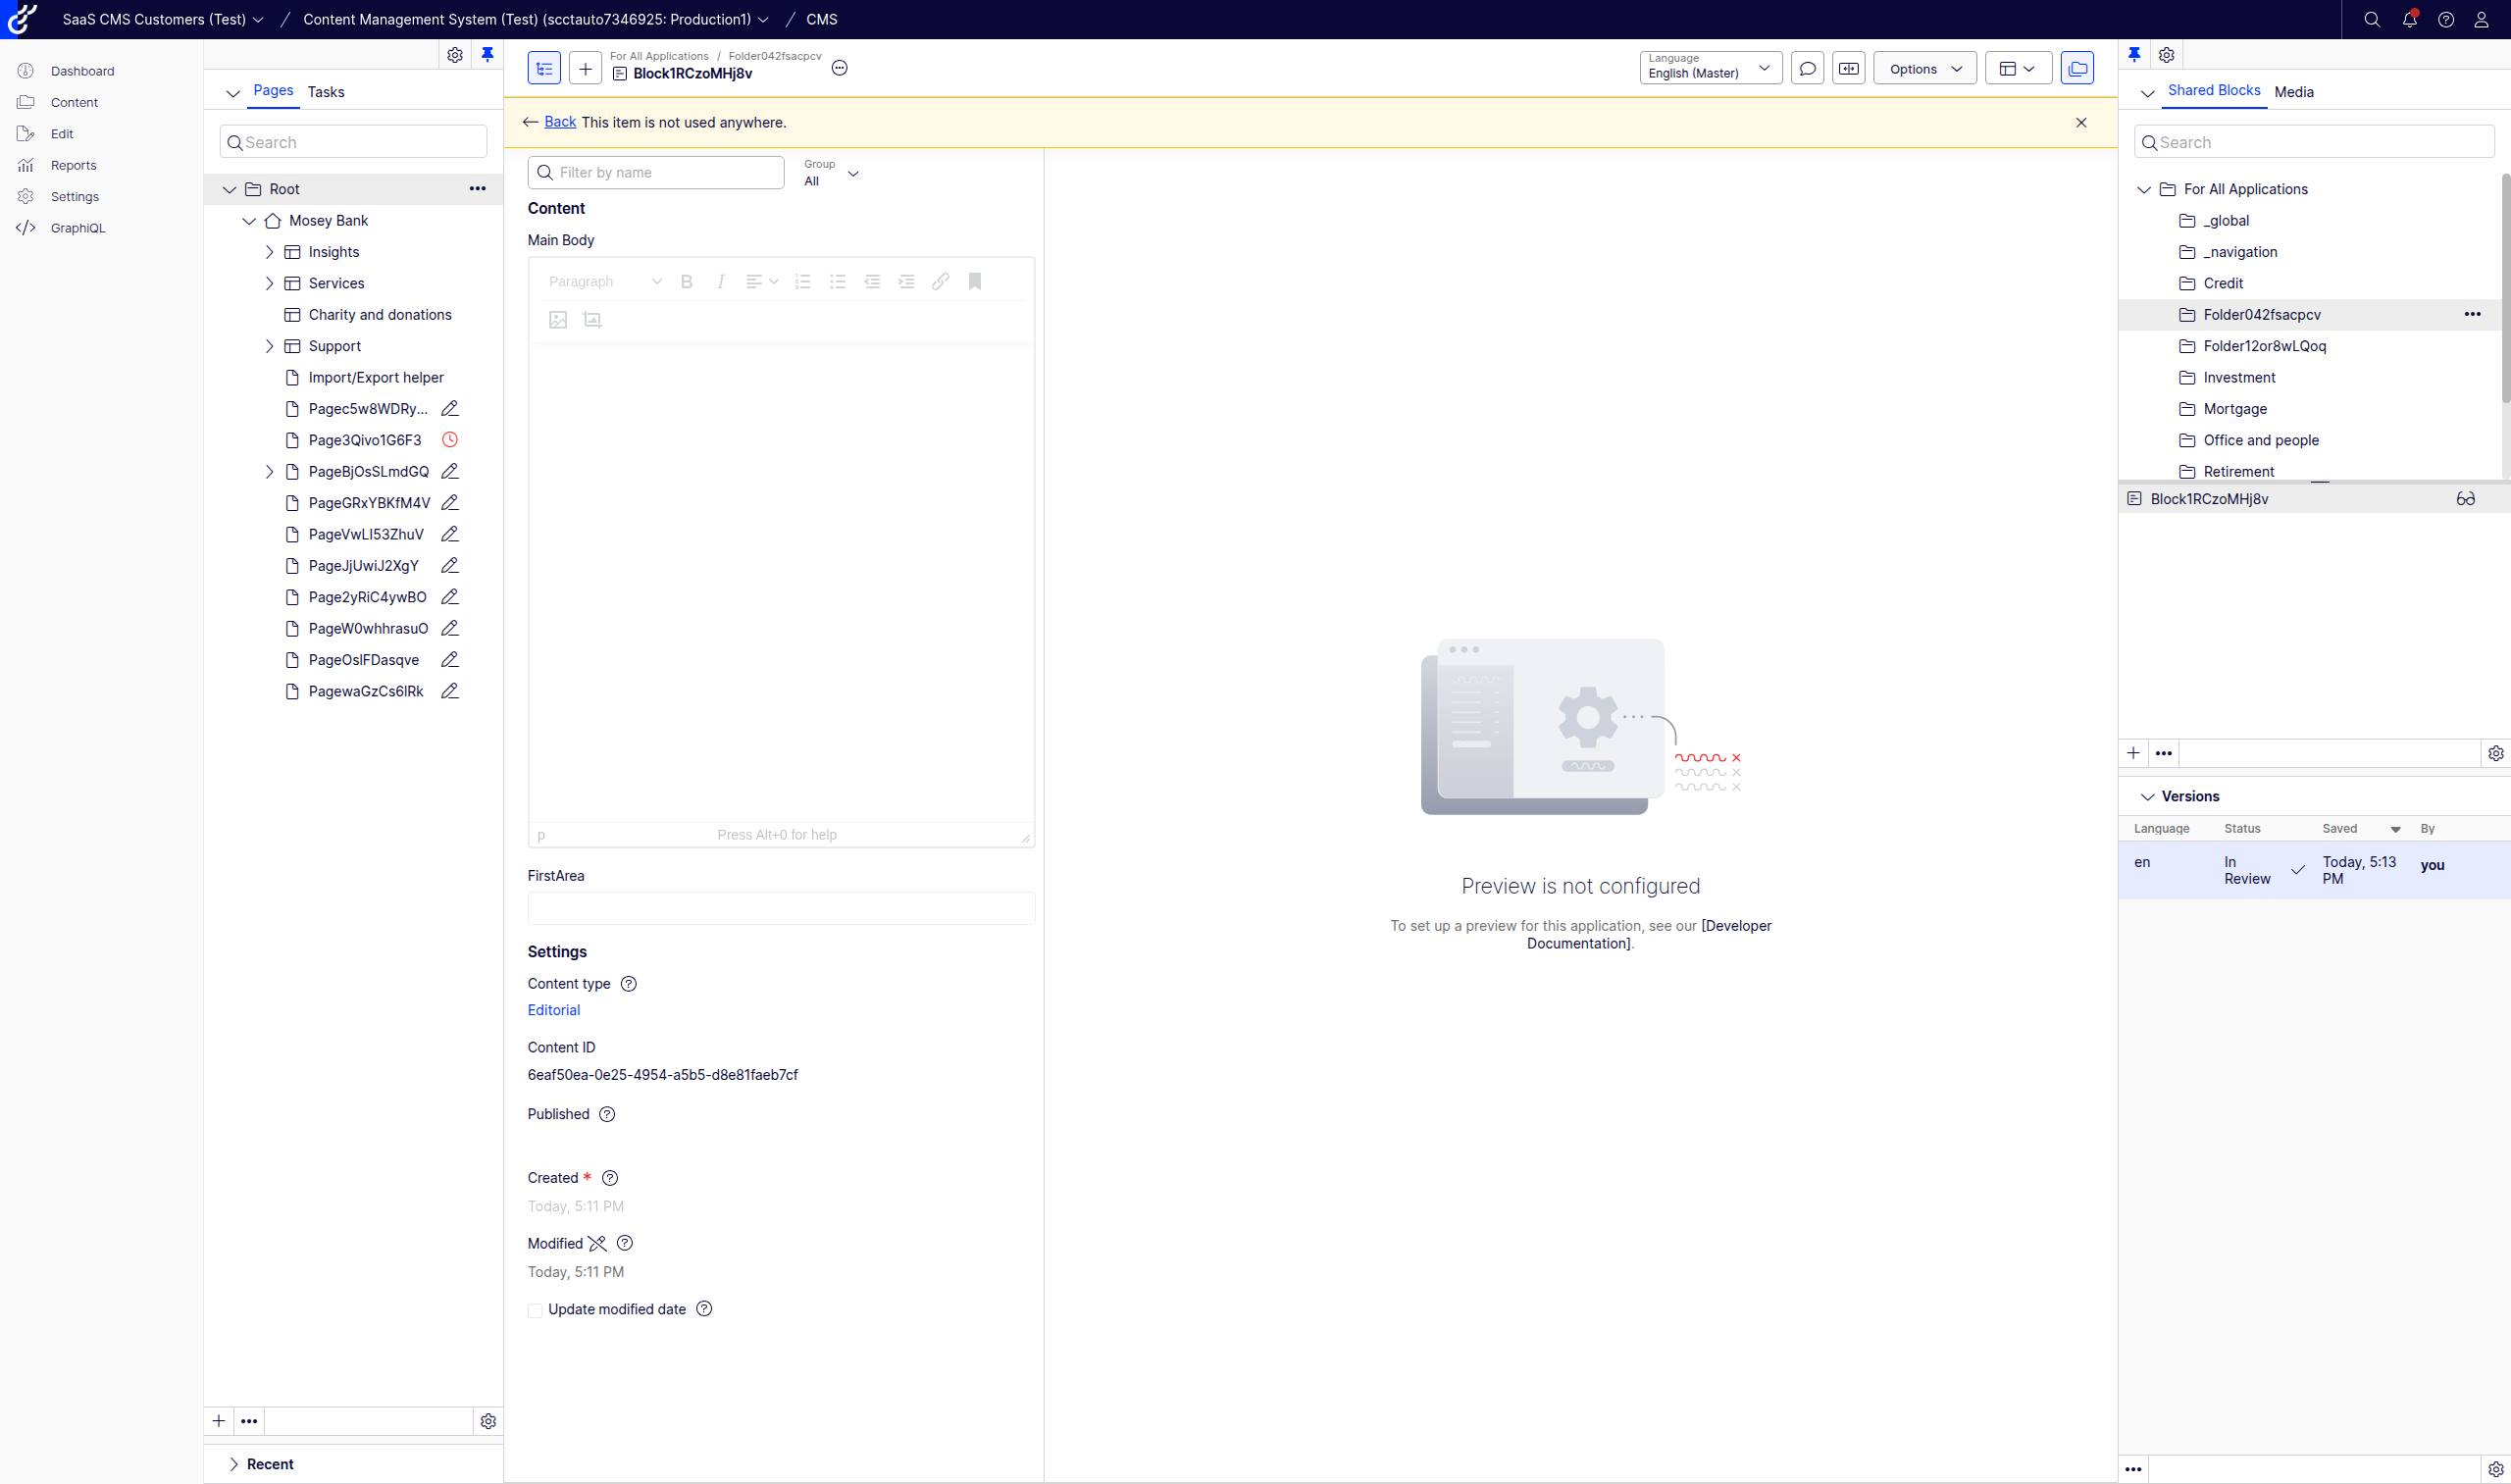 SaaS CMS Customers (Test) / Content Management System (Test) (scctauto7346925: Production1) / CMS
Dashboard
Content
Edit
Reports
Settings
GraphiQL
Pages Tasks
Search
Root
Mosey Bank
Insights
Services
Charity and donations
Support
Import/Export helper
Pagec5w8WDRy...
Page3Qivo1G6F3
PageBjOsSLmdGQ
PageGRxYBKfM4V
PageVwLI53ZhuV
PageJjUwiJ2XgY
Page2yRiC4ywBO
PageW0whhrasuO
PageOslFDasqve
PagewaGzCs6lRk
Recent
For All Applications / Folder042fsacpcv
Block1RCzoMHj8v
Language
English (Master)
Options
Back This item is not used anywhere.
Filter by name
Group
All
Content
Main Body
Paragraph
p Press Alt+0 for help
FirstArea
Settings
Content type
Editorial
Content ID
6eaf50ea-0e25-4954-a5b5-d8e81faeb7cf
Published
Created *
Today, 5:11 PM
Modified
Today, 5:11 PM
Update modified date
Preview is not configured
To set up a preview for this application, see our [Developer
Documentation].
Shared Blocks Media
Search
For All Applications
_global
_navigation
Credit
Folder042fsacpcv
Folder12or8wLQoq
Investment
Mortgage
Office and people
Retirement
Block1RCzoMHj8v
Versions
Language Status Saved By
en In Review Today, 5:13 PM you